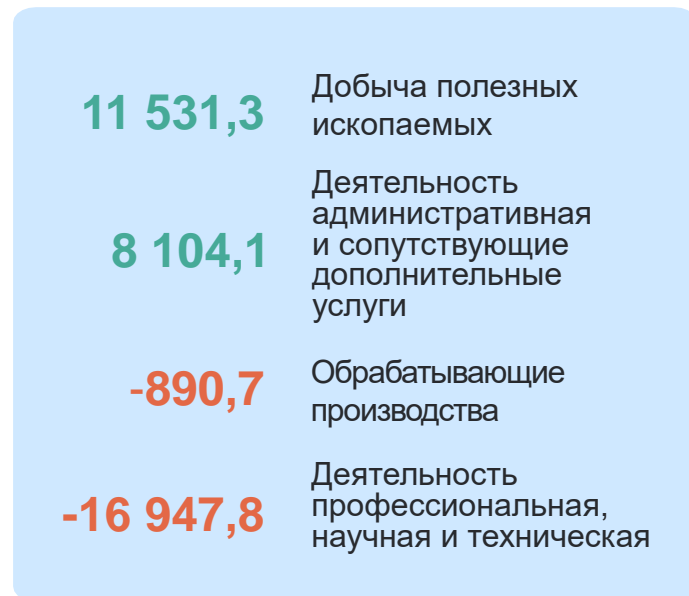 11 531,3
Добыча полезных
ископаемых
8 104,1
Деятельность
административная
и сопутствующие
дополнительные
услуги
-890,7
Обрабатывающие
производства
-16 947,8
Деятельность
профессиональная,
научная и техническая